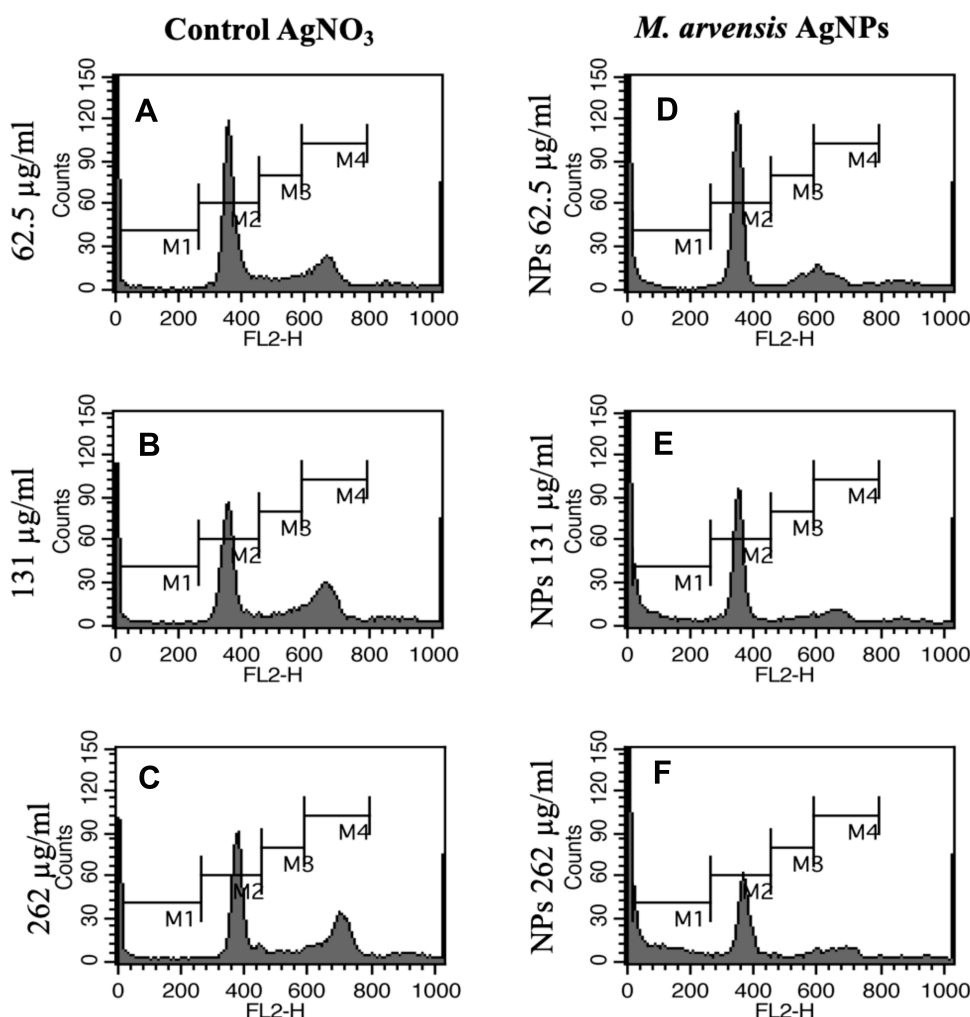 Control AgNO₃
M. arvensis AgNPs
62.5 µg/ml
Counts
150
120
90
60
30
0
A
M1
M2
M3
M4
0 200 400 600 800 1000
FL2-H
NPs 62.5 µg/ml
Counts
150
120
90
60
30
0
D
M1
M2
M3
M4
0 200 400 600 800 1000
FL2-H
131 µg/ml
Counts
150
120
90
60
30
0
B
M1
M2
M3
M4
0 200 400 600 800 1000
FL2-H
NPs 131 µg/ml
Counts
150
120
90
60
30
0
E
M1
M2
M3
M4
0 200 400 600 800 1000
FL2-H
262 µg/ml
Counts
150
120
90
60
30
0
C
M1
M2
M3
M4
0 200 400 600 800 1000
FL2-H
NPs 262 µg/ml
Counts
150
120
90
60
30
0
F
M1
M2
M3
M4
0 200 400 600 800 1000
FL2-H